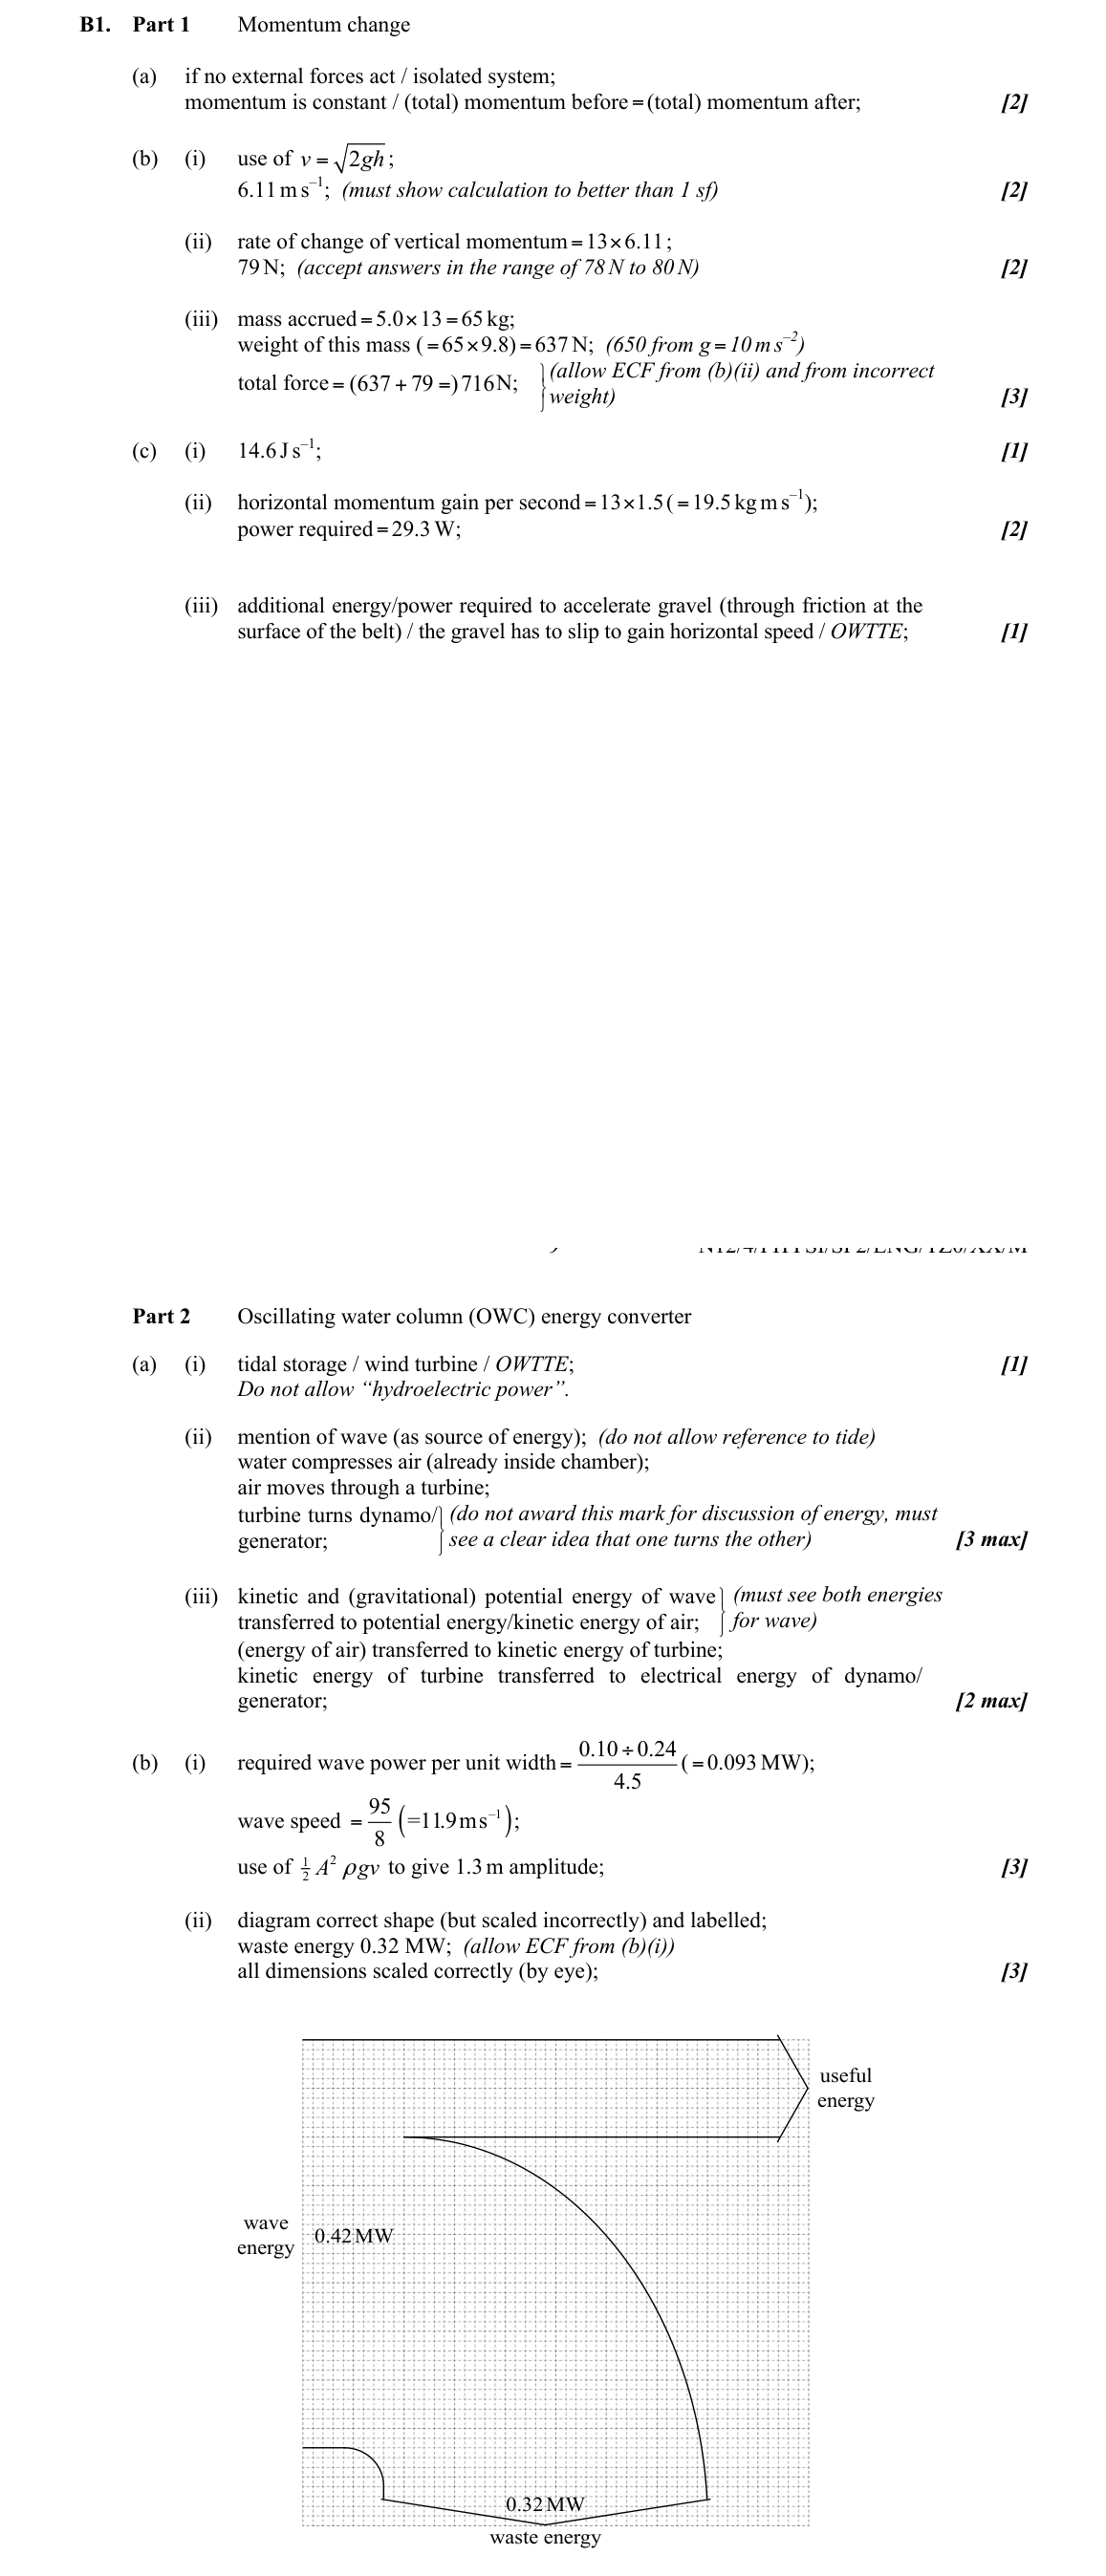 B1. Part 1 Momentum change
(a) if no external forces act / isolated system;
momentum is constant / (total) momentum before = (total) momentum after; [2]
(b) (i) use of v = √2gh ;
6.11 m s⁻¹; (must show calculation to better than 1 sf) [2]
(ii) rate of change of vertical momentum = 13 × 6.11 ;
79 N; (accept answers in the range of 78 N to 80 N) [2]
(iii) mass accrued = 5.0 × 13 = 65 kg;
weight of this mass ( = 65 × 9.8) = 637 N; (650 from g = 10 m s⁻²)
total force = (637 + 79 =) 716 N; (allow ECF from (b)(ii) and from incorrect
weight) [3]
(c) (i) 14.6 J s⁻¹; [1]
(ii) horizontal momentum gain per second = 13 × 1.5 ( = 19.5 kg m s⁻¹);
power required = 29.3 W; [2]
(iii) additional energy/power required to accelerate gravel (through friction at the
surface of the belt) / the gravel has to slip to gain horizontal speed / OWTTE; [1]
Part 2 Oscillating water column (OWC) energy converter
(a) (i) tidal storage / wind turbine / OWTTE; [1]
Do not allow “hydroelectric power”.
(ii) mention of wave (as source of energy); (do not allow reference to tide)
water compresses air (already inside chamber);
air moves through a turbine;
turbine turns dynamo/ (do not award this mark for discussion of energy, must
generator; see a clear idea that one turns the other) [3 max]
(iii) kinetic and (gravitational) potential energy of wave (must see both energies
transferred to potential energy/kinetic energy of air; for wave)
(energy of air) transferred to kinetic energy of turbine;
kinetic energy of turbine transferred to electrical energy of dynamo/
generator; [2 max]
(b) (i) required wave power per unit width = (0.10 ÷ 0.24)/4.5 ( = 0.093 MW);
wave speed = 95/8 (=11.9 m s⁻¹);
use of ½ A² ρgv to give 1.3 m amplitude; [3]
(ii) diagram correct shape (but scaled incorrectly) and labelled;
waste energy 0.32 MW; (allow ECF from (b)(i))
all dimensions scaled correctly (by eye); [3]
useful
energy
wave
energy
0.42 MW
0.32 MW
waste energy